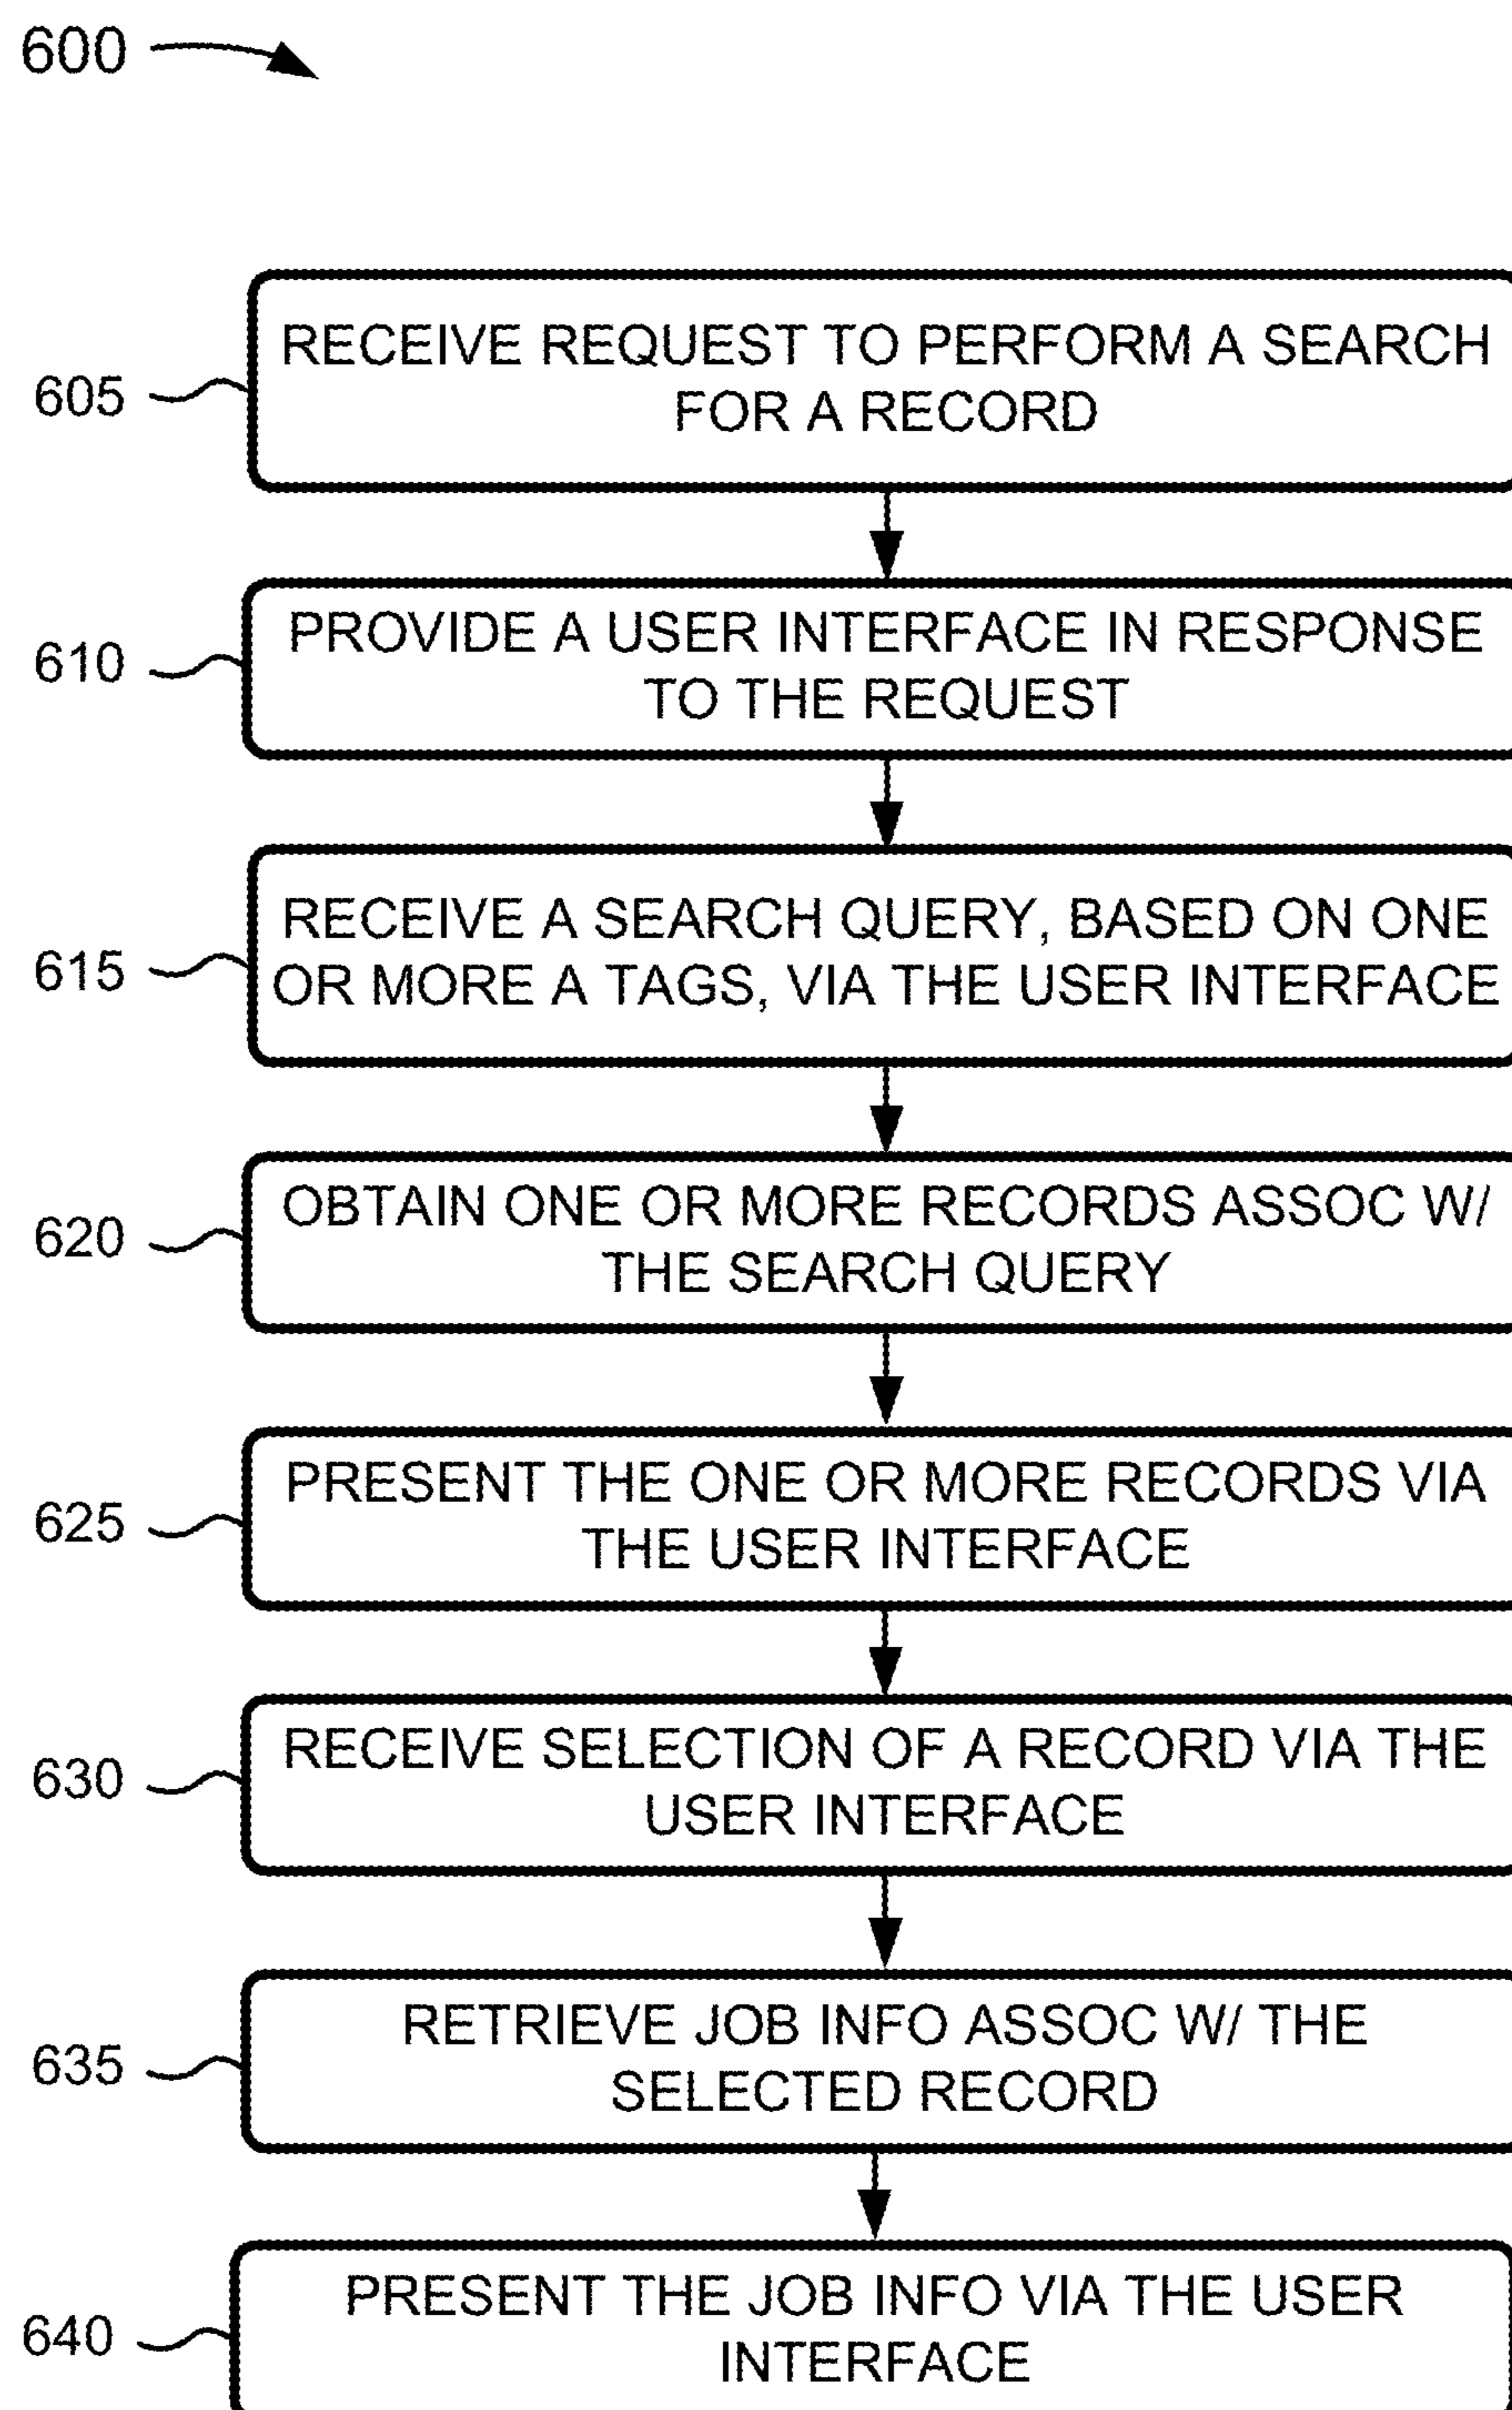 600
RECEIVE REQUEST TO PERFORM A SEARCH
FOR A RECORD
605
PROVIDE A USER INTERFACE IN RESPONSE
TO THE REQUEST
610
RECEIVE A SEARCH QUERY, BASED ON ONE
OR MORE A TAGS, VIA THE USER INTERFACE
615
OBTAIN ONE OR MORE RECORDS ASSOC W/
THE SEARCH QUERY
620
PRESENT THE ONE OR MORE RECORDS VIA
THE USER INTERFACE
625
RECEIVE SELECTION OF A RECORD VIA THE
USER INTERFACE
630
RETRIEVE JOB INFO ASSOC W/ THE
SELECTED RECORD
635
PRESENT THE JOB INFO VIA THE USER
INTERFACE
640